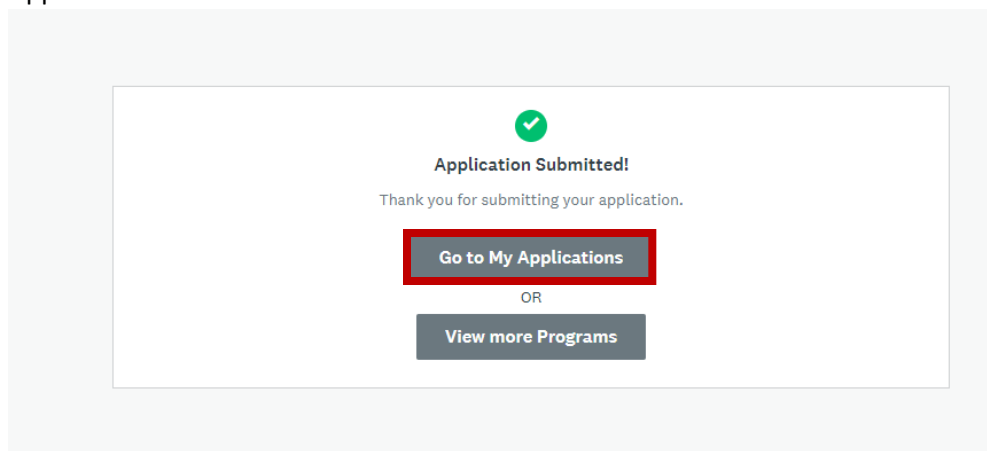 Application Submitted!
Thank you for submitting your application.
Go to My Applications
OR
View more Programs